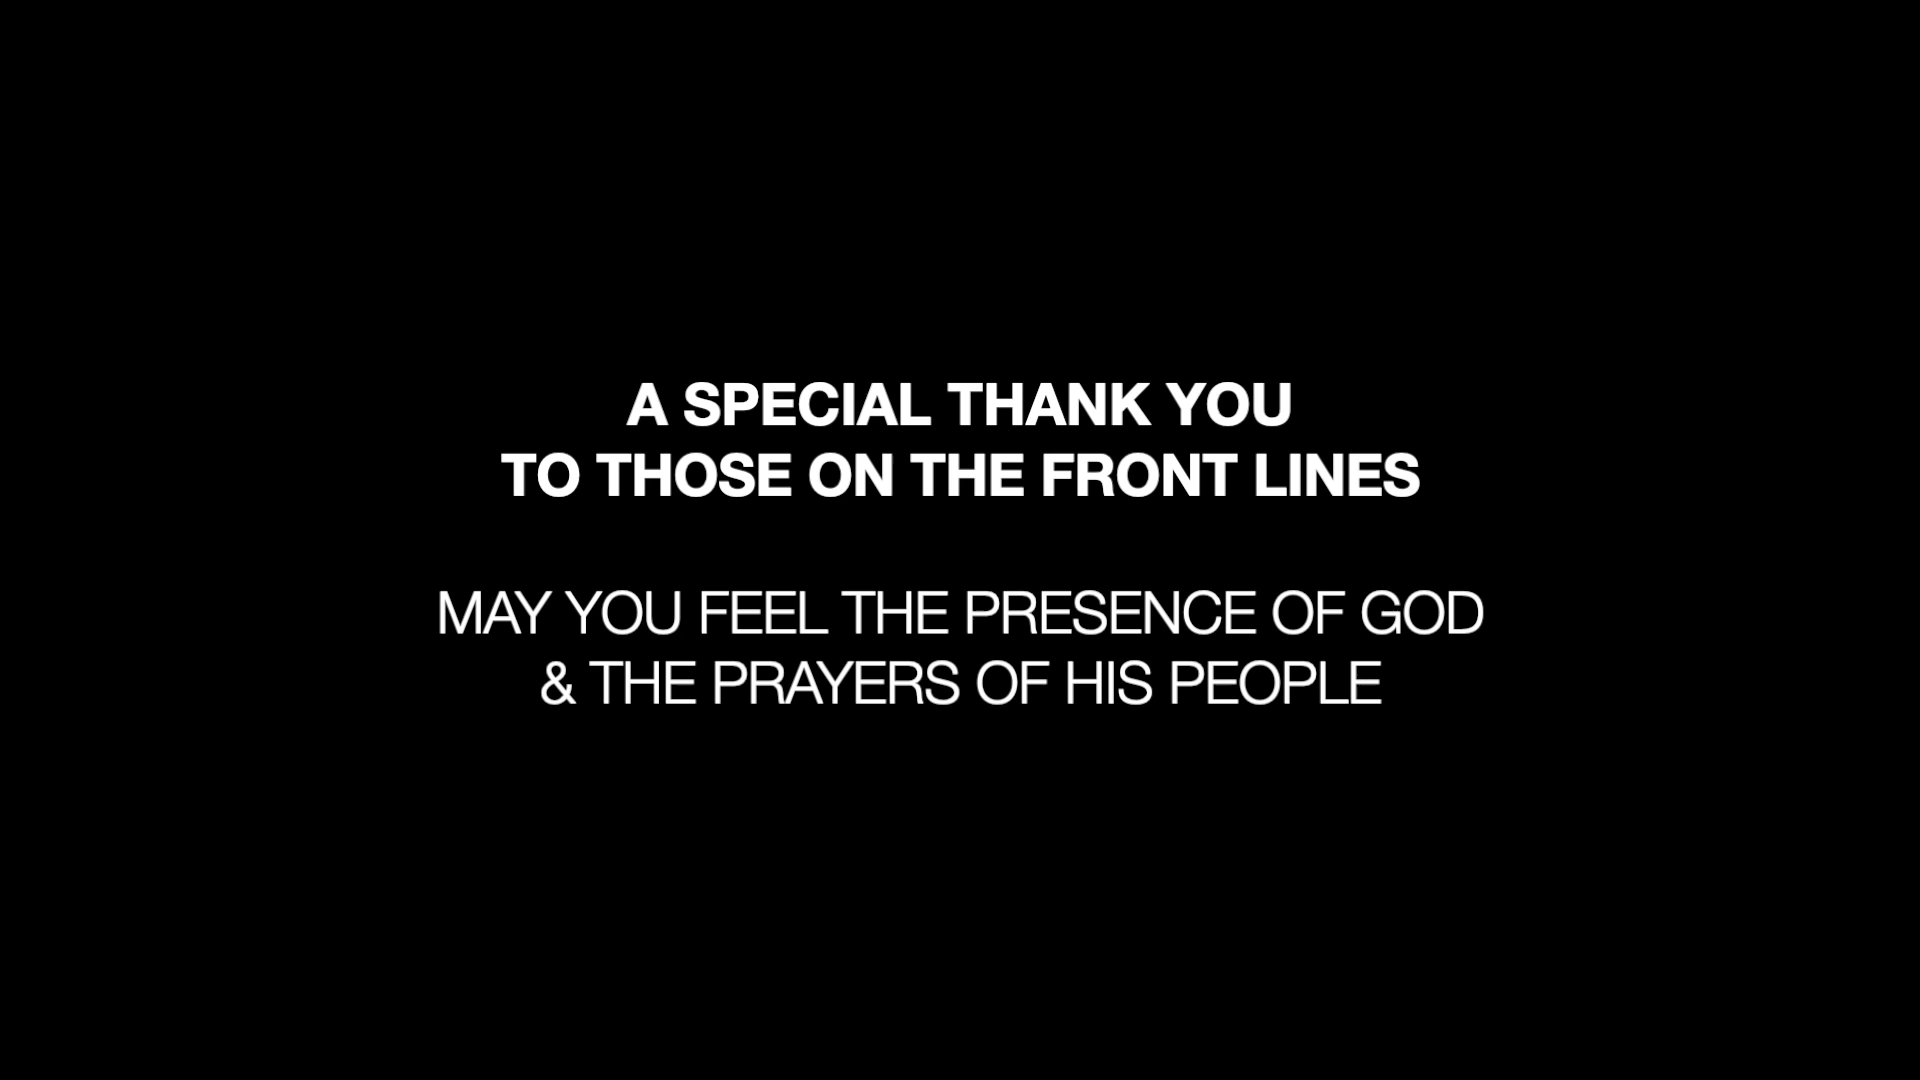 A SPECIAL THANK YOU
TO THOSE ON THE FRONT LINES
MAY YOU FEEL THE PRESENCE OF GOD
& THE PRAYERS OF HIS PEOPLE